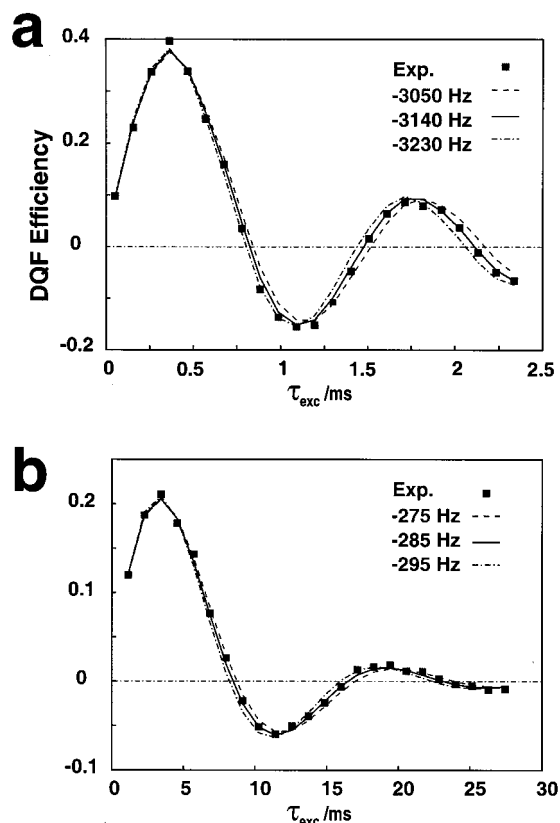 a
0.4
0.2
0
-0.2
DQF Efficiency
Exp.
-3050 Hz
-3140 Hz
-3230 Hz
0 0.5 1 1.5 2 2.5
τexc /ms
b
0.2
0.1
0
-0.1
Exp.
-275 Hz
-285 Hz
-295 Hz
0 5 10 15 20 25 30
τexc /ms